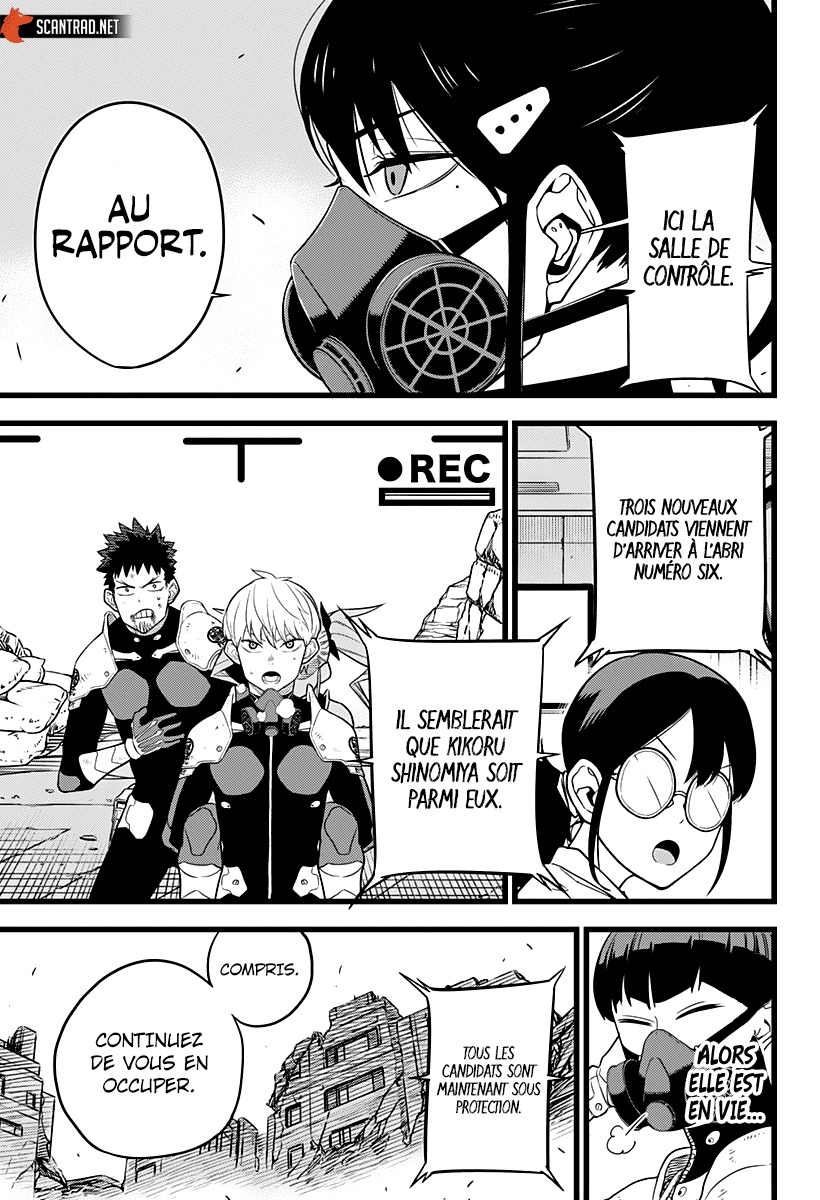 SCANTRAD.NET
ICI LA
SALLE DE
CONTRÔLE.
AU
RAPPORT.
TROIS NOUVEAUX
CANDIDATS VIENNENT
D'ARRIVER À L'ABRI
NUMÉRO SIX.
REC
IL SEMBLERAIT
QUE KIKORU
SHINOMIYA SOIT
PARMI EUX.
ALORS
ELLE EST
EN VIE...
TOUS LES
CANDIDATS SONT
MAINTENANT SOUS
PROTECTION.
COMPRIS.
CONTINUEZ
DE VOUS EN
OCCUPER.